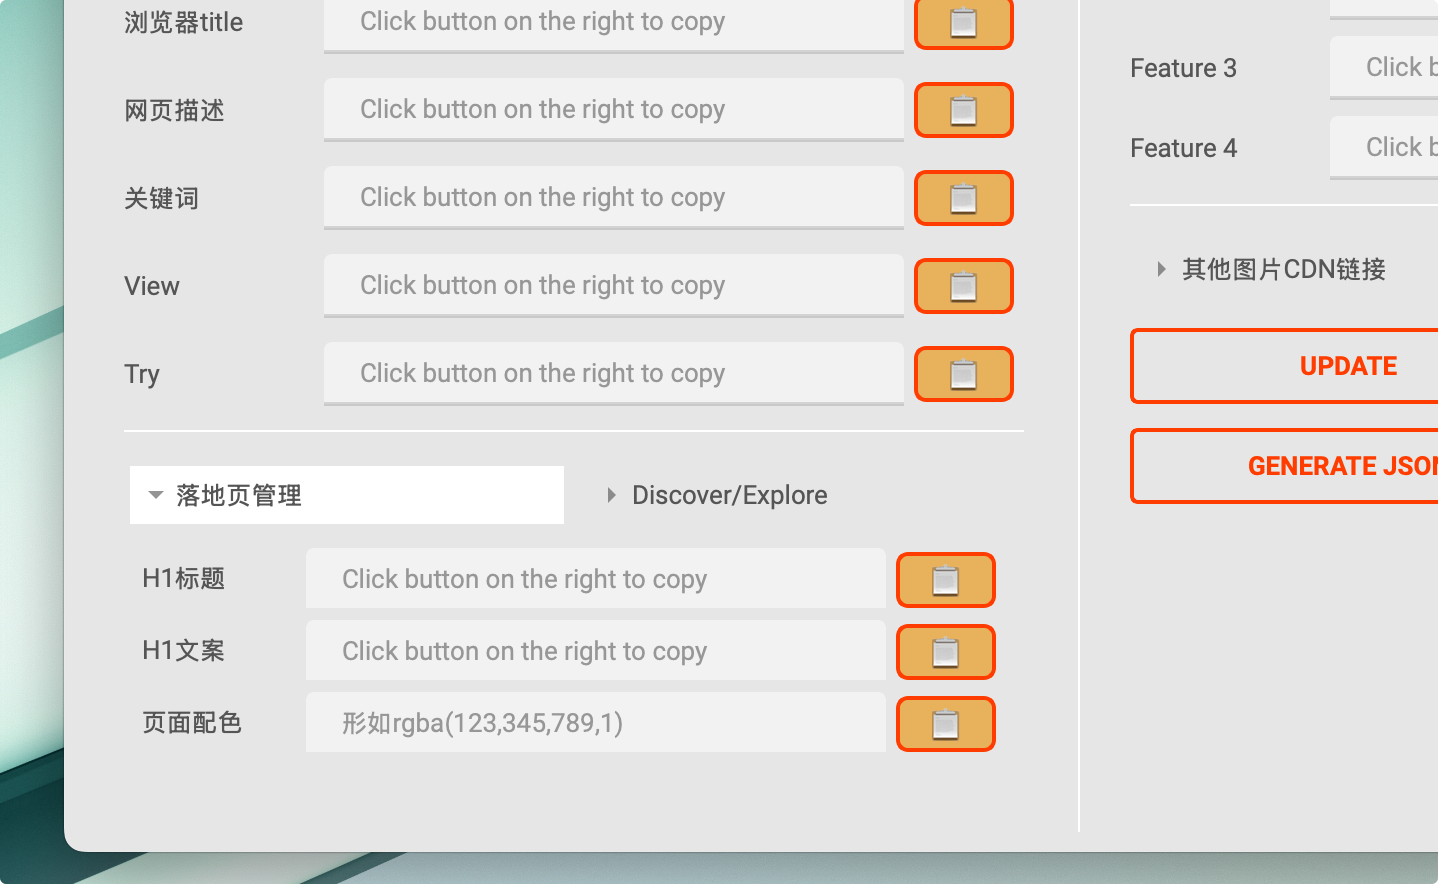 浏览器title
Click button on the right to copy
网页描述
Click button on the right to copy
关键词
Click button on the right to copy
View
Click button on the right to copy
Try
Click button on the right to copy
落地页管理
Discover/Explore
H1标题
Click button on the right to copy
H1文案
Click button on the right to copy
页面配色
形如rgba(123,345,789,1)
Feature 3
Click b
Feature 4
Click b
其他图片CDN链接
UPDATE
GENERATE JSON